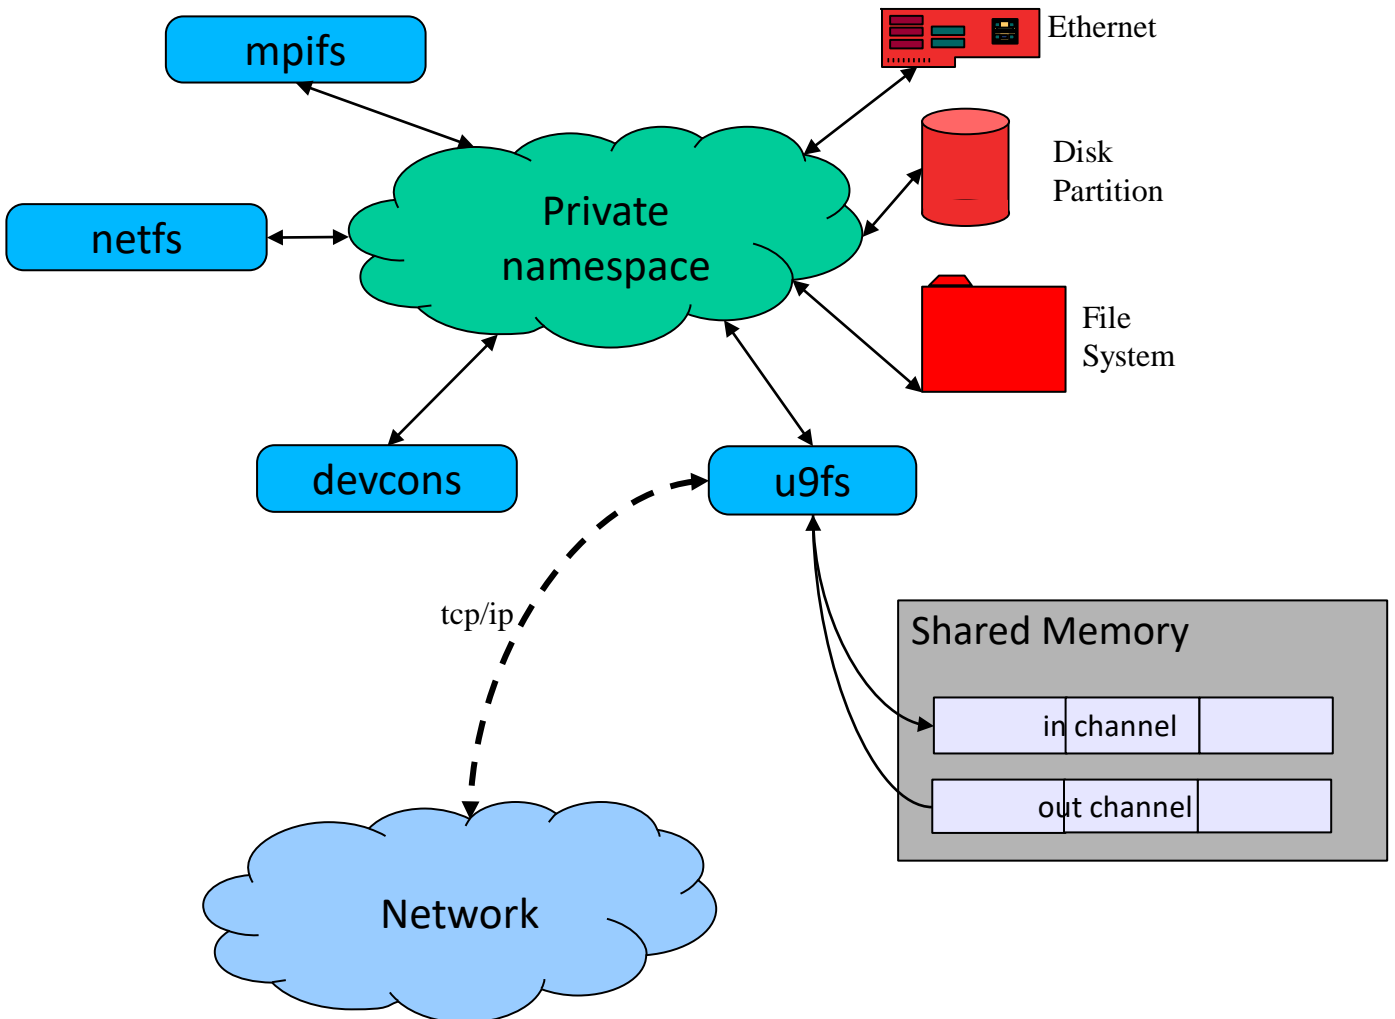 mpifs
Ethernet
Disk
Partition
Private
namespace
netfs
File
System
devcons
u9fs
tcp/ip
Shared Memory
in channel
out channel
Network